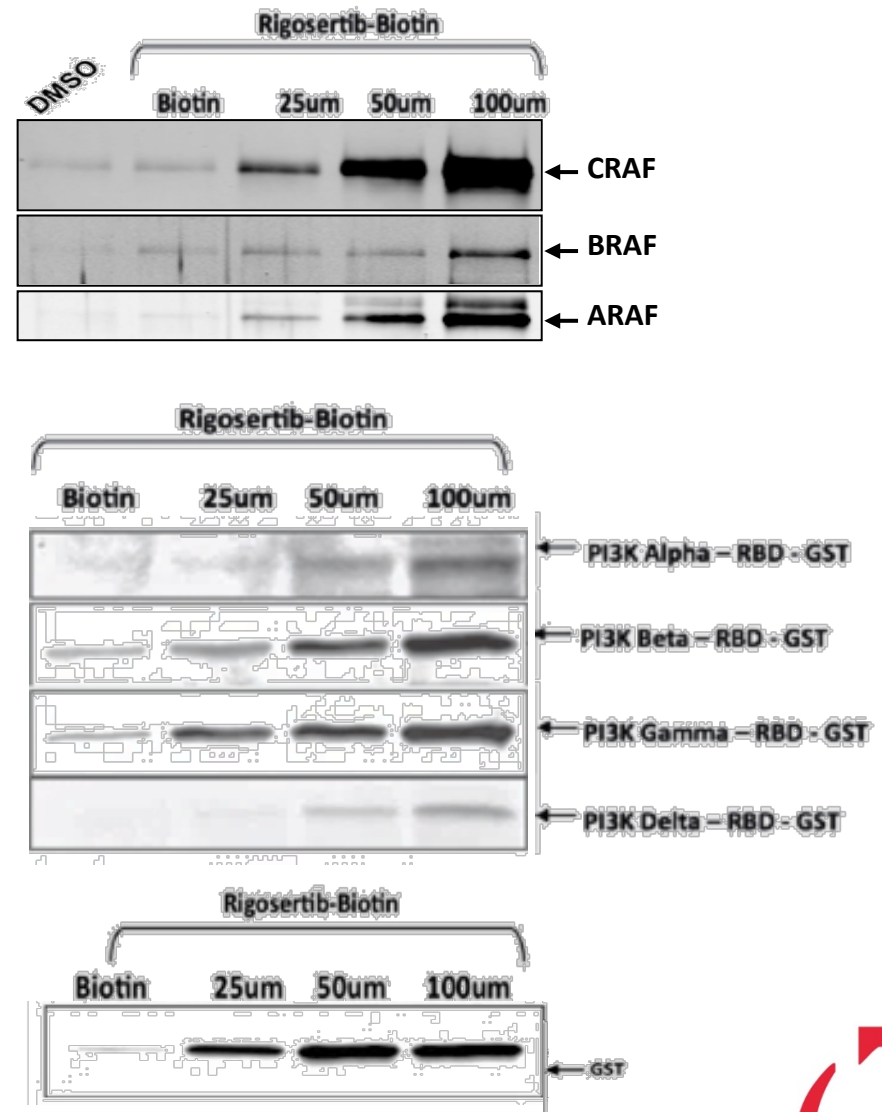 Rigosertib-Biotin
DMSO Biotin 25um 50um 100um
CRAF
BRAF
ARAF
Rigosertib-Biotin
Biotin 25um 50um 100um
PI3K Alpha – RBD - GST
PI3K Beta – RBD - GST
PI3K Gamma – RBD - GST
PI3K Delta – RBD - GST
Rigosertib-Biotin
Biotin 25um 50um 100um
GST